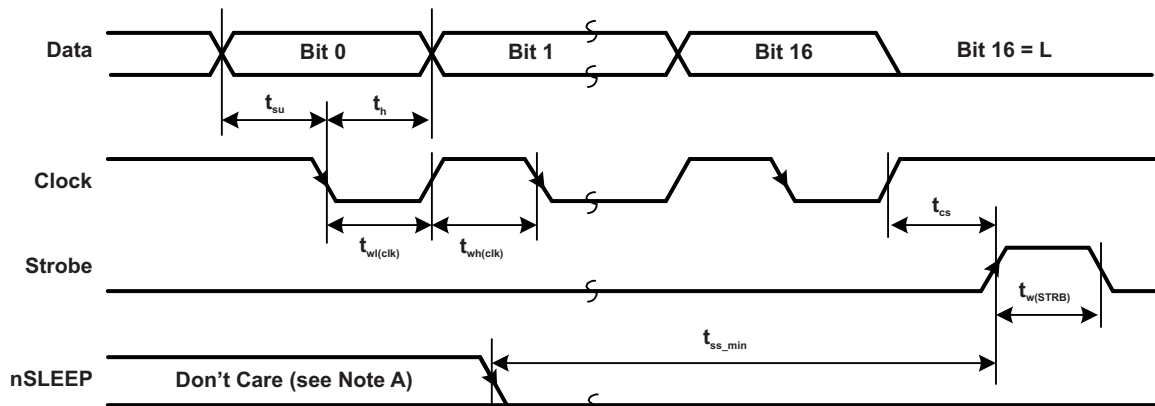 Data
Bit 0
Bit 1
Bit 16
Bit 16 = L
tsu
th
Clock
tcs
twl(clk)
twh(clk)
Strobe
tw(STRB)
tss_min
nSLEEP
Don't Care (see Note A)